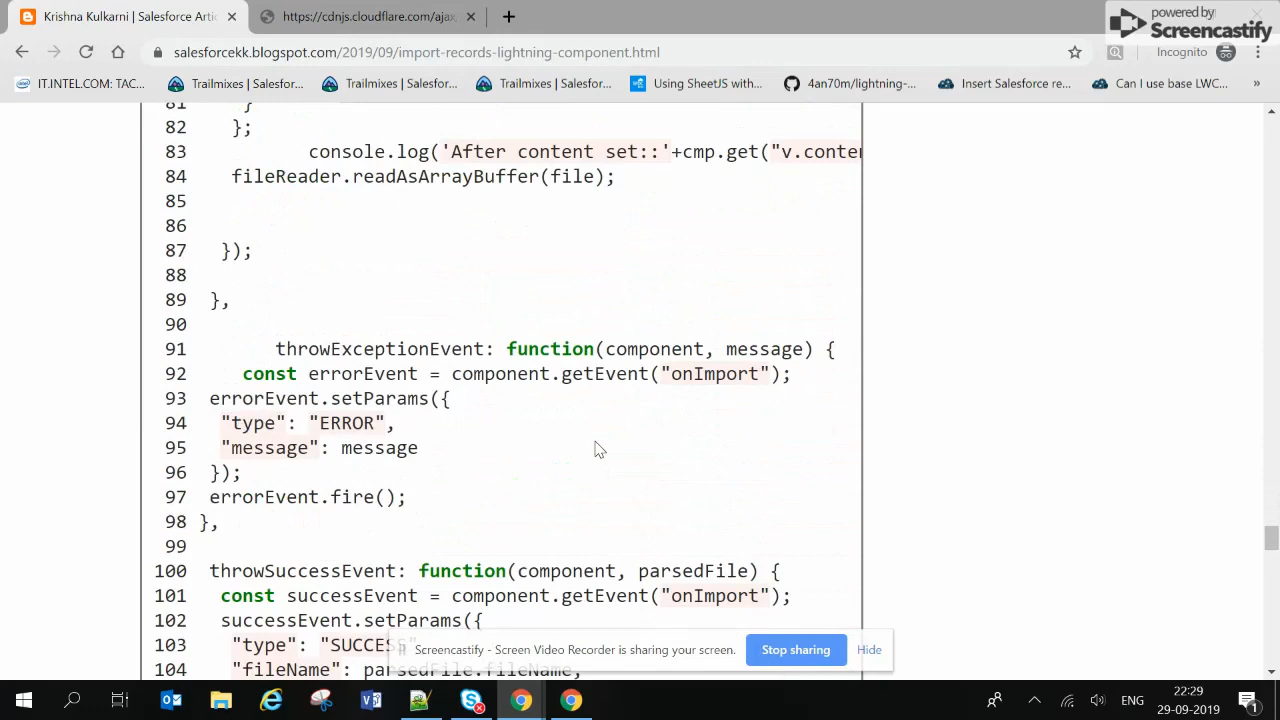 Krishna Kulkarni | Salesforce Arti
https://cdnjs.cloudflare.com/ajax
powered by
Screencastify
salesforcekk.blogspot.com/2019/09/import-records-lightning-component.html
Incognito
IT.INTEL.COM: TAC...
Trailmixes | Salesfor...
Trailmixes | Salesfor...
Trailmixes | Salesfor...
Using SheetJS with...
4an70m/lightning-...
Insert Salesforce re...
Can I use base LWC...
»
81 }
82 };
83 console.log('After content set::'+cmp.get("v.conten
84 fileReader.readAsArrayBuffer(file);
85
86
87 });
88
89 },
90
91 throwExceptionEvent: function(component, message) {
92 const errorEvent = component.getEvent("onImport");
93 errorEvent.setParams({
94 "type": "ERROR",
95 "message": message
96 });
97 errorEvent.fire();
98 },
99
100 throwSuccessEvent: function(component, parsedFile) {
101 const successEvent = component.getEvent("onImport");
102 successEvent.setParams({
103 "type": "SUCCESS"
104 "fileName": parsedFile.fileName,
Screencastify - Screen Video Recorder is sharing your screen.
Stop sharing
Hide
ENG
22:29
29-09-2019
1